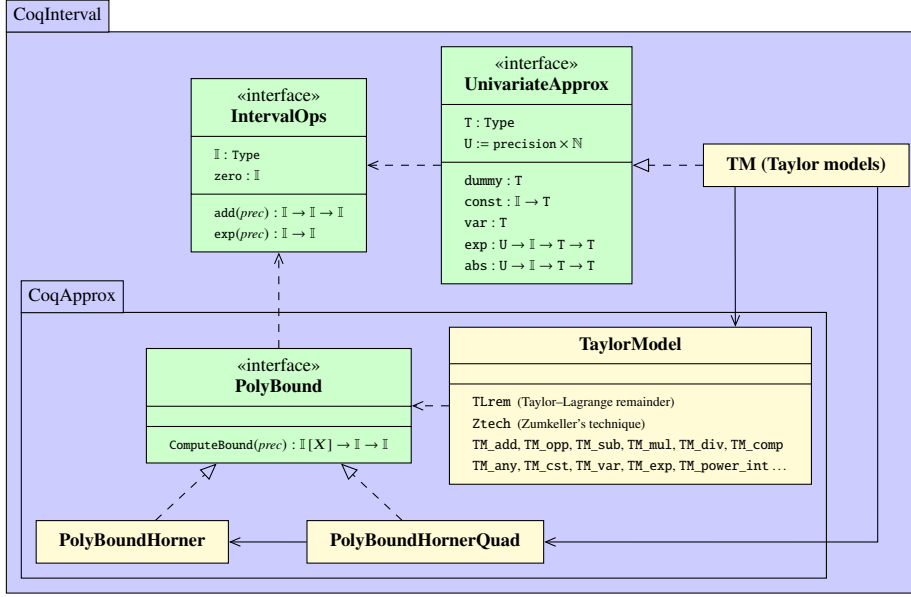 CoqInterval
«interface»
IntervalOps
𝕀 : Type
zero : 𝕀
add(prec) : 𝕀 → 𝕀 → 𝕀
exp(prec) : 𝕀 → 𝕀
«interface»
UnivariateApprox
T : Type
U := precision × ℕ
dummy : T
const : 𝕀 → T
var : T
exp : U → 𝕀 → T → T
abs : U → 𝕀 → T → T
TM (Taylor models)
CoqApprox
«interface»
PolyBound
ComputeBound(prec) : 𝕀[X] → 𝕀 → 𝕀
TaylorModel
TLrem (Taylor–Lagrange remainder)
Ztech (Zumkeller's technique)
TM_add, TM_opp, TM_sub, TM_mul, TM_div, TM_comp
TM_any, TM_cst, TM_var, TM_exp, TM_power_int ...
PolyBoundHorner
PolyBoundHornerQuad